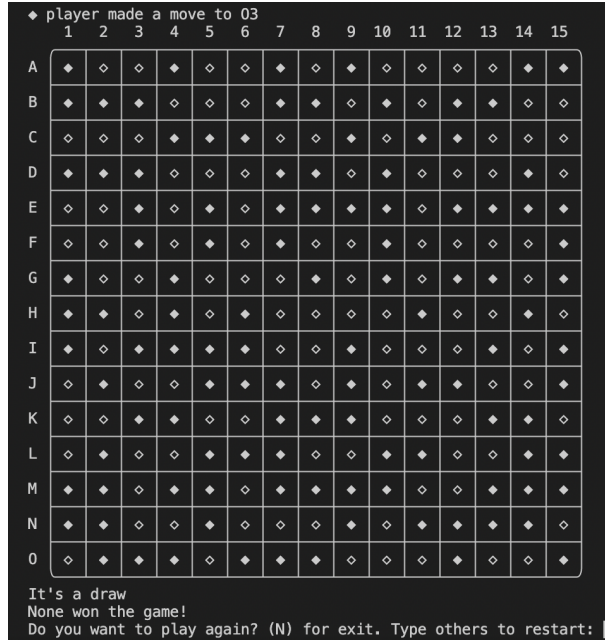 ◆ player made a move to O3
1 2 3 4 5 6 7 8 9 10 11 12 13 14 15
A ◆ ◇ ◇ ◆ ◇ ◇ ◆ ◇ ◆ ◇ ◇ ◇ ◇ ◆ ◆
B ◆ ◆ ◆ ◇ ◇ ◇ ◆ ◆ ◇ ◆ ◇ ◆ ◆ ◇ ◇
C ◇ ◇ ◇ ◆ ◆ ◆ ◇ ◇ ◆ ◇ ◆ ◆ ◇ ◇ ◇
D ◆ ◆ ◆ ◇ ◇ ◇ ◆ ◆ ◇ ◆ ◇ ◇ ◇ ◆ ◇
E ◇ ◇ ◆ ◇ ◆ ◇ ◆ ◆ ◆ ◆ ◇ ◆ ◆ ◆ ◆
F ◇ ◇ ◆ ◇ ◆ ◇ ◆ ◇ ◇ ◆ ◇ ◇ ◇ ◇ ◆
G ◆ ◇ ◇ ◆ ◇ ◇ ◇ ◆ ◇ ◆ ◇ ◆ ◆ ◇ ◆
H ◆ ◆ ◇ ◆ ◇ ◆ ◇ ◇ ◇ ◇ ◆ ◇ ◇ ◆ ◇
I ◆ ◇ ◆ ◆ ◆ ◆ ◇ ◇ ◆ ◇ ◇ ◇ ◆ ◇ ◆
J ◇ ◆ ◇ ◇ ◆ ◆ ◆ ◇ ◆ ◇ ◆ ◆ ◇ ◇ ◆
K ◇ ◇ ◆ ◆ ◇ ◇ ◆ ◆ ◆ ◇ ◇ ◇ ◆ ◆ ◇
L ◇ ◆ ◇ ◇ ◆ ◆ ◆ ◇ ◇ ◆ ◆ ◇ ◇ ◆ ◆
M ◆ ◆ ◇ ◆ ◆ ◇ ◆ ◆ ◆ ◆ ◇ ◇ ◆ ◆ ◆
N ◆ ◆ ◇ ◇ ◆ ◇ ◇ ◇ ◆ ◇ ◆ ◆ ◆ ◆ ◇
O ◇ ◆ ◆ ◆ ◇ ◆ ◆ ◆ ◇ ◇ ◇ ◆ ◇ ◇ ◆
It's a draw
None won the game!
Do you want to play again? (N) for exit. Type others to restart: